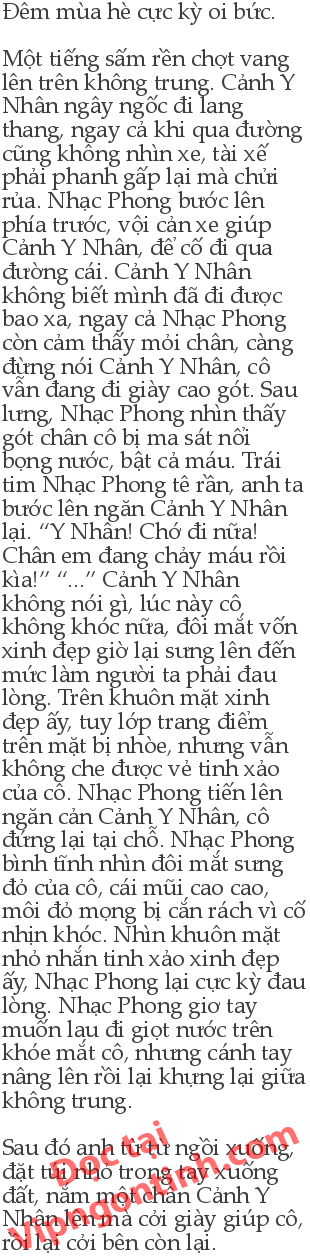 Đêm mùa hè cực kỳ oi bức.
Một tiếng sấm rền chợt vang
lên trên không trung. Cảnh Y
Nhân ngây ngốc đi lang
thang, ngay cả khi qua đường
cũng không nhìn xe, tài xế
phải phanh gấp lại mà chửi
rủa. Nhạc Phong bước lên
phía trước, vội cản xe giúp
Cảnh Y Nhân, để cố đi qua
đường cái. Cảnh Y Nhân
không biết mình đã đi được
bao xa, ngay cả Nhạc Phong
còn cảm thấy mỏi chân, càng
đừng nói Cảnh Y Nhân, cô
vẫn đang đi giày cao gót. Sau
lưng, Nhạc Phong nhìn thấy
gót chân cô bị ma sát nổi
bọng nước, bật cả máu. Trái
tim Nhạc Phong tê rần, anh ta
bước lên ngăn Cảnh Y Nhân
lại. “Y Nhân! Chớ đi nữa!
Chân em đang chảy máu rồi
kìa!” “...” Cảnh Y Nhân
không nói gì, lúc này cô
không khóc nữa, đôi mắt vốn
xinh đẹp giờ lại sưng lên đến
mức làm người ta phải đau
lòng. Trên khuôn mặt xinh
đẹp ấy, tuy lớp trang điểm
trên mặt bị nhòe, nhưng vẫn
không che được vẻ tinh xảo
của cô. Nhạc Phong tiến lên
ngăn cản Cảnh Y Nhân, cô
đứng lại tại chỗ. Nhạc Phong
bình tĩnh nhìn đôi mắt sưng
đỏ của cô, cái mũi cao cao,
môi đỏ mọng bị cắn rách vì cố
nhịn khóc. Nhìn khuôn mặt
nhỏ nhắn tinh xảo xinh đẹp
ấy, Nhạc Phong lại cực kỳ đau
lòng. Nhạc Phong giơ tay
muốn lau đi giọt nước trên
khóe mắt cô, nhưng cánh tay
nâng lên rồi lại khựng lại giữa
không trung.
Sau đó anh từ từ ngồi xuống,
đặt túi nhỏ trong tay xuống
đất, nắm một chân Cảnh Y
Nhân lên mà cởi giày giúp cô,
rồi lại cởi bên còn lại.
Đọc tại
Vipngontinh.com